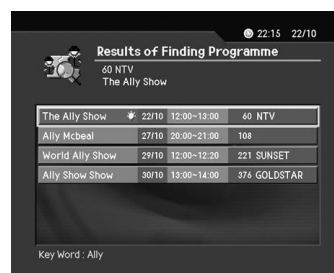 22:15 22/10
Results of Finding Programme
60 NTV
The Ally Show
The Ally Show 22/10 12:00~13:00 60 NTV
Ally Mcbeal 27/10 20:00~21:00 108
World Ally Show 29/10 12:00~12:20 221 SUNSET
Ally Show Show 30/10 13:00~14:00 376 GOLDSTAR
Key Word : Ally